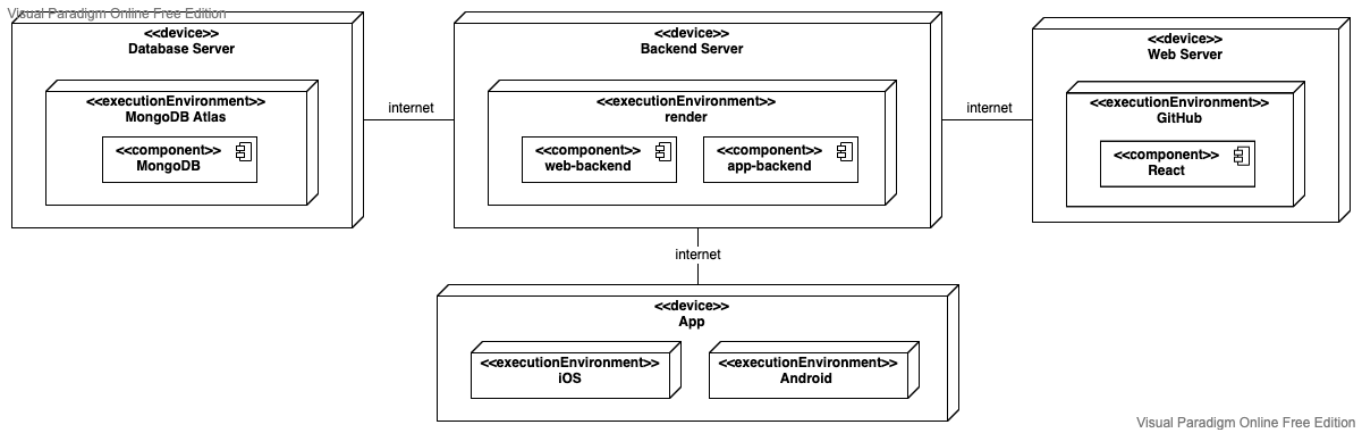 Visual Paradigm Online Free Edition
<<device>>
Database Server
<<executionEnvironment>>
MongoDB Atlas
<<component>>
MongoDB
internet
<<device>>
Backend Server
<<executionEnvironment>>
render
<<component>>
web-backend
<<component>>
app-backend
internet
<<device>>
Web Server
<<executionEnvironment>>
GitHub
<<component>>
React
internet
<<device>>
App
<<executionEnvironment>>
iOS
<<executionEnvironment>>
Android
Visual Paradigm Online Free Edition